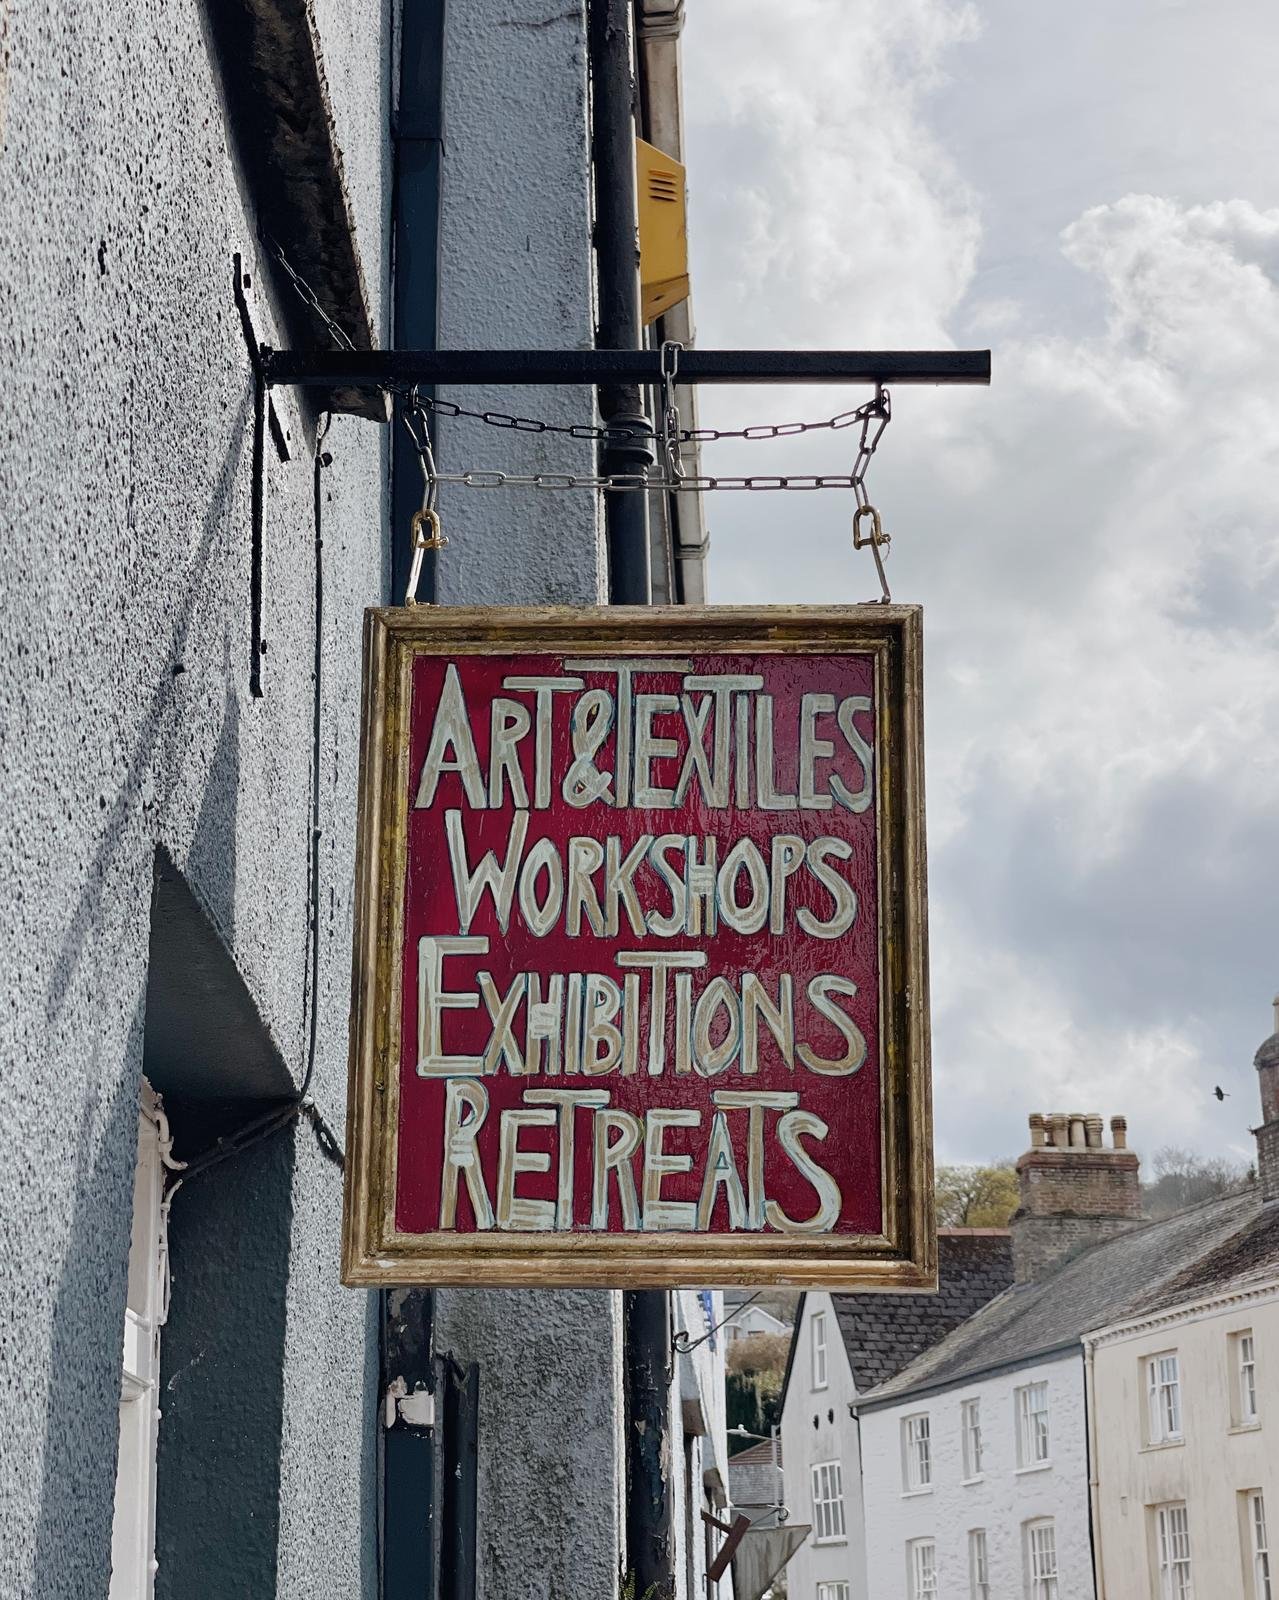 ART & TEXTILES
WORKSHOPS
EXHIBITIONS
RETREATS